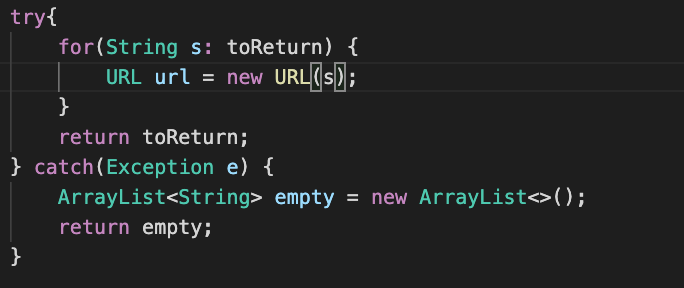 try{
    for(String s: toReturn) {
        URL url = new URL(s);
    }
    return toReturn;
} catch(Exception e) {
    ArrayList<String> empty = new ArrayList<>();
    return empty;
}